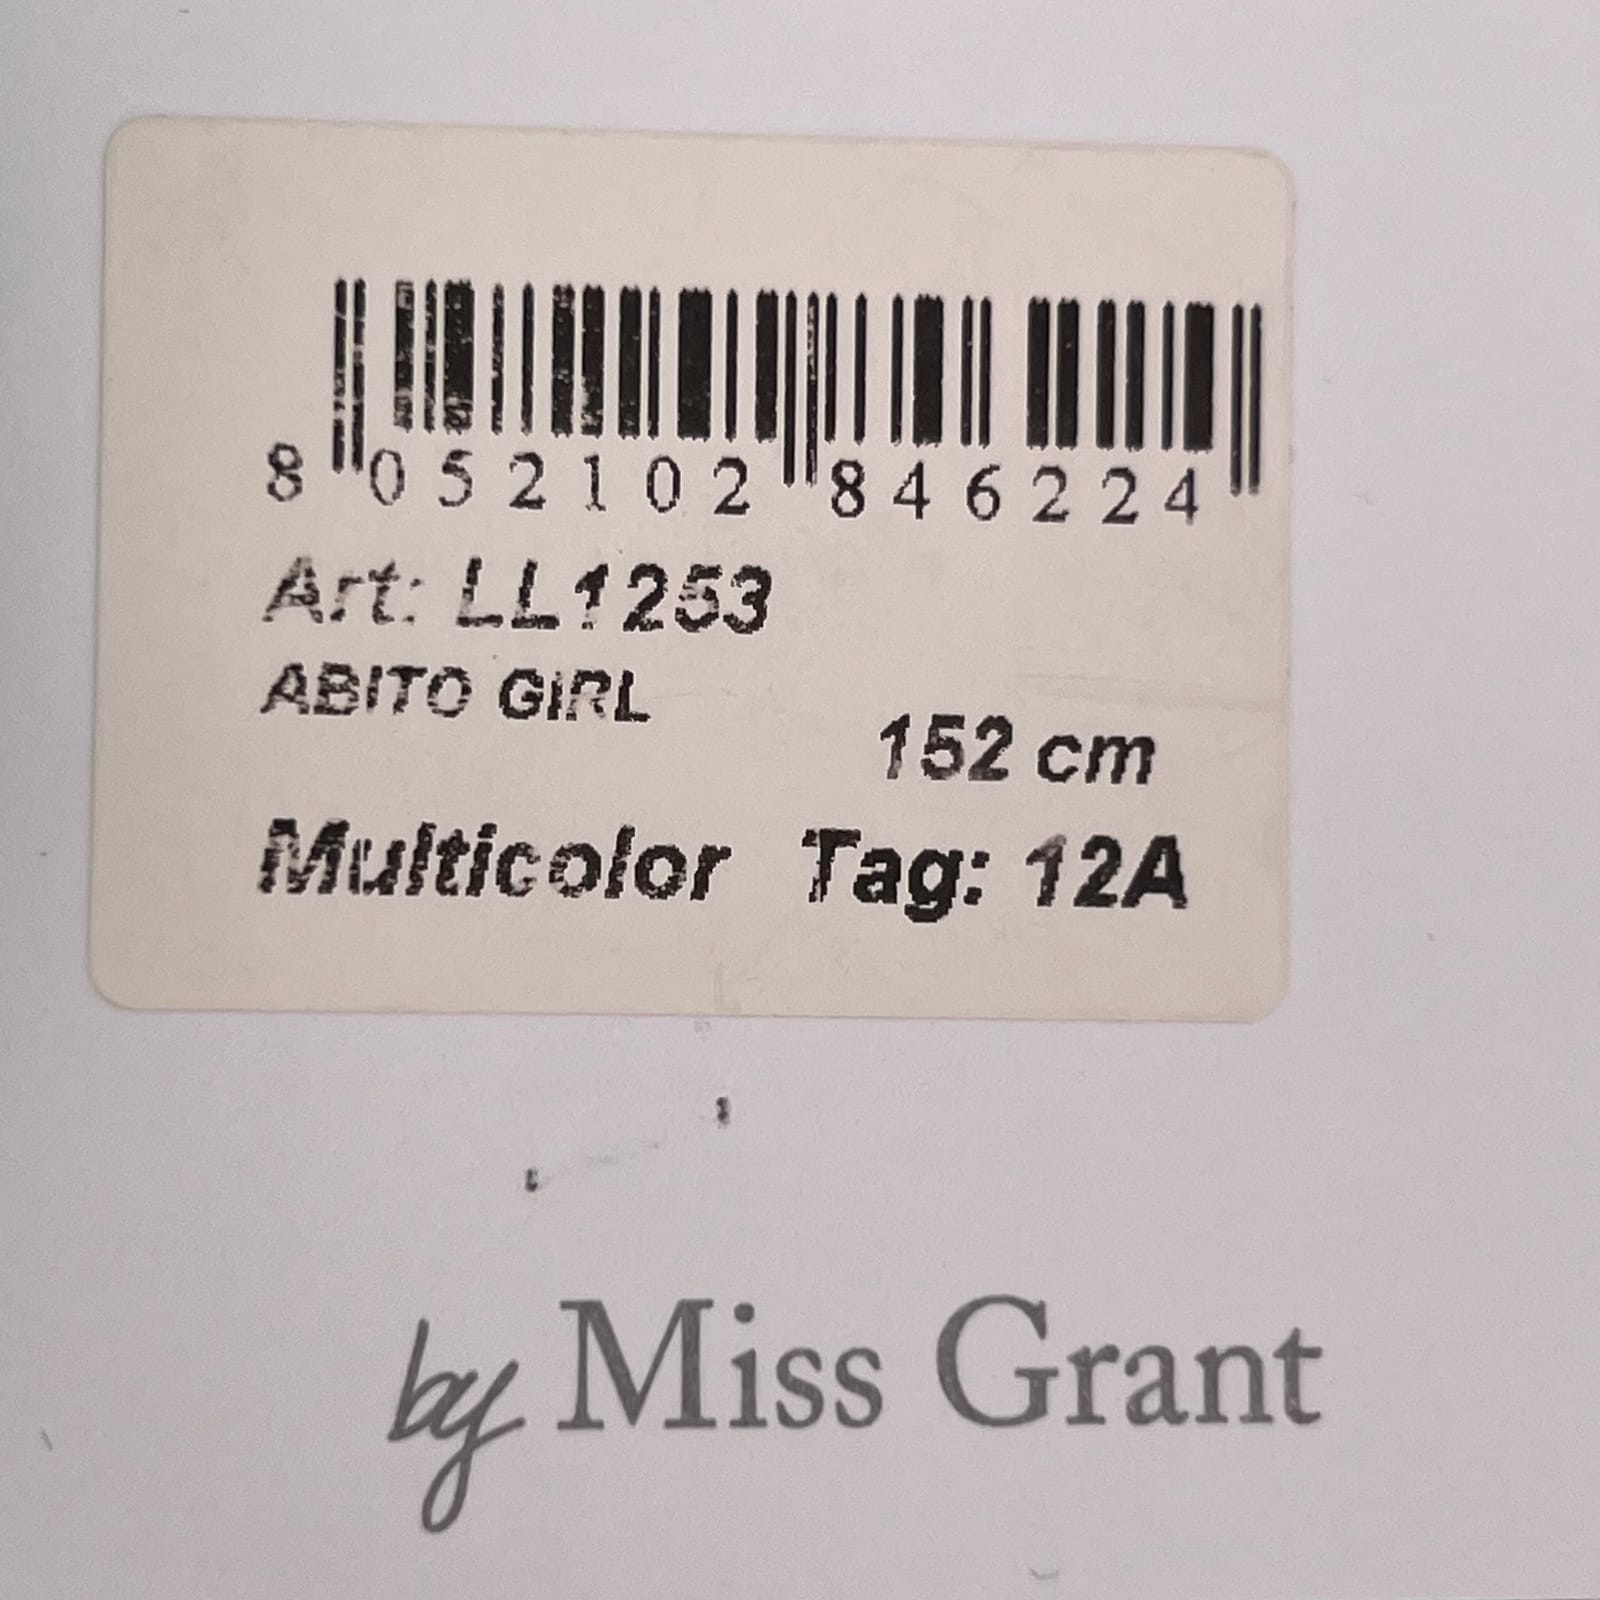 8 052102 846224
Art: LL1253
ABITO GIRL
152 cm
Multicolor Tag: 12A
by Miss Grant